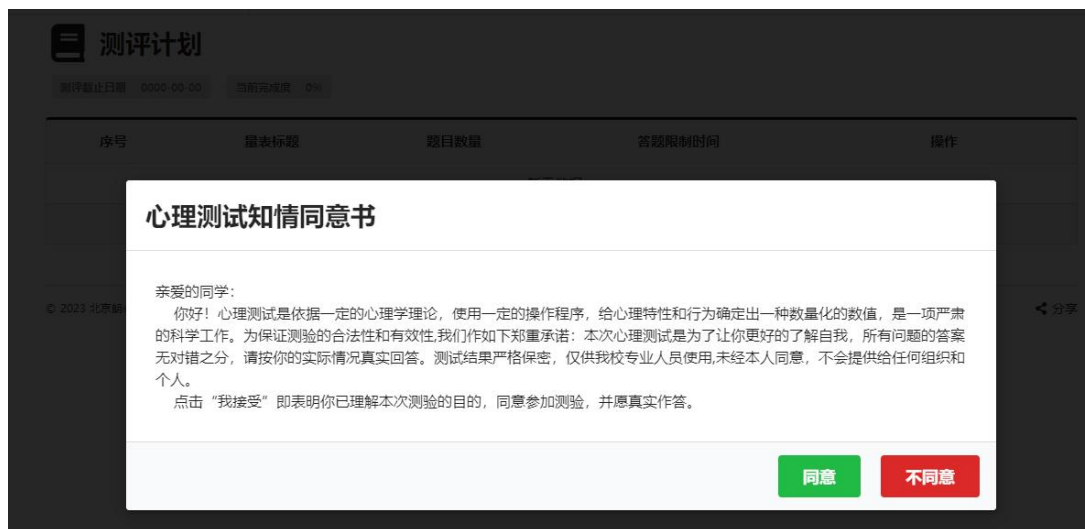 测评计划
测评截止日期 0000-00-00 当前完成度 0%
序号 量表标题 题目数量 答题限制时间 操作
心理测试知情同意书
亲爱的同学：
你好！心理测试是依据一定的心理学理论，使用一定的操作程序，给心理特性和行为确定出一种数量化的数值，是一项严肃
的科学工作。为保证测验的合法性和有效性,我们作如下郑重承诺：本次心理测试是为了让你更好的了解自我，所有问题的答案
无对错之分，请按你的实际情况真实回答。测试结果严格保密，仅供我校专业人员使用,未经本人同意，不会提供给任何组织和
个人。
点击“我接受”即表明你已理解本次测验的目的，同意参加测验，并愿真实作答。
© 2023 北京 分享
同意 不同意